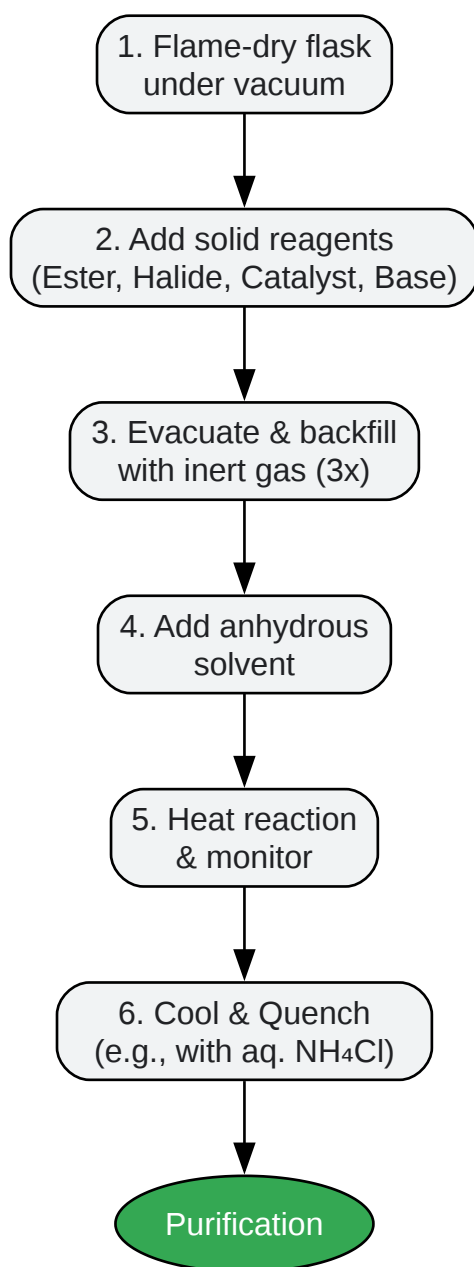 1. Flame-dry flask
under vacuum
2. Add solid reagents
(Ester, Halide, Catalyst, Base)
3. Evacuate & backfill
with inert gas (3x)
4. Add anhydrous
solvent
5. Heat reaction
& monitor
6. Cool & Quench
(e.g., with aq. NH₄Cl)
Purification